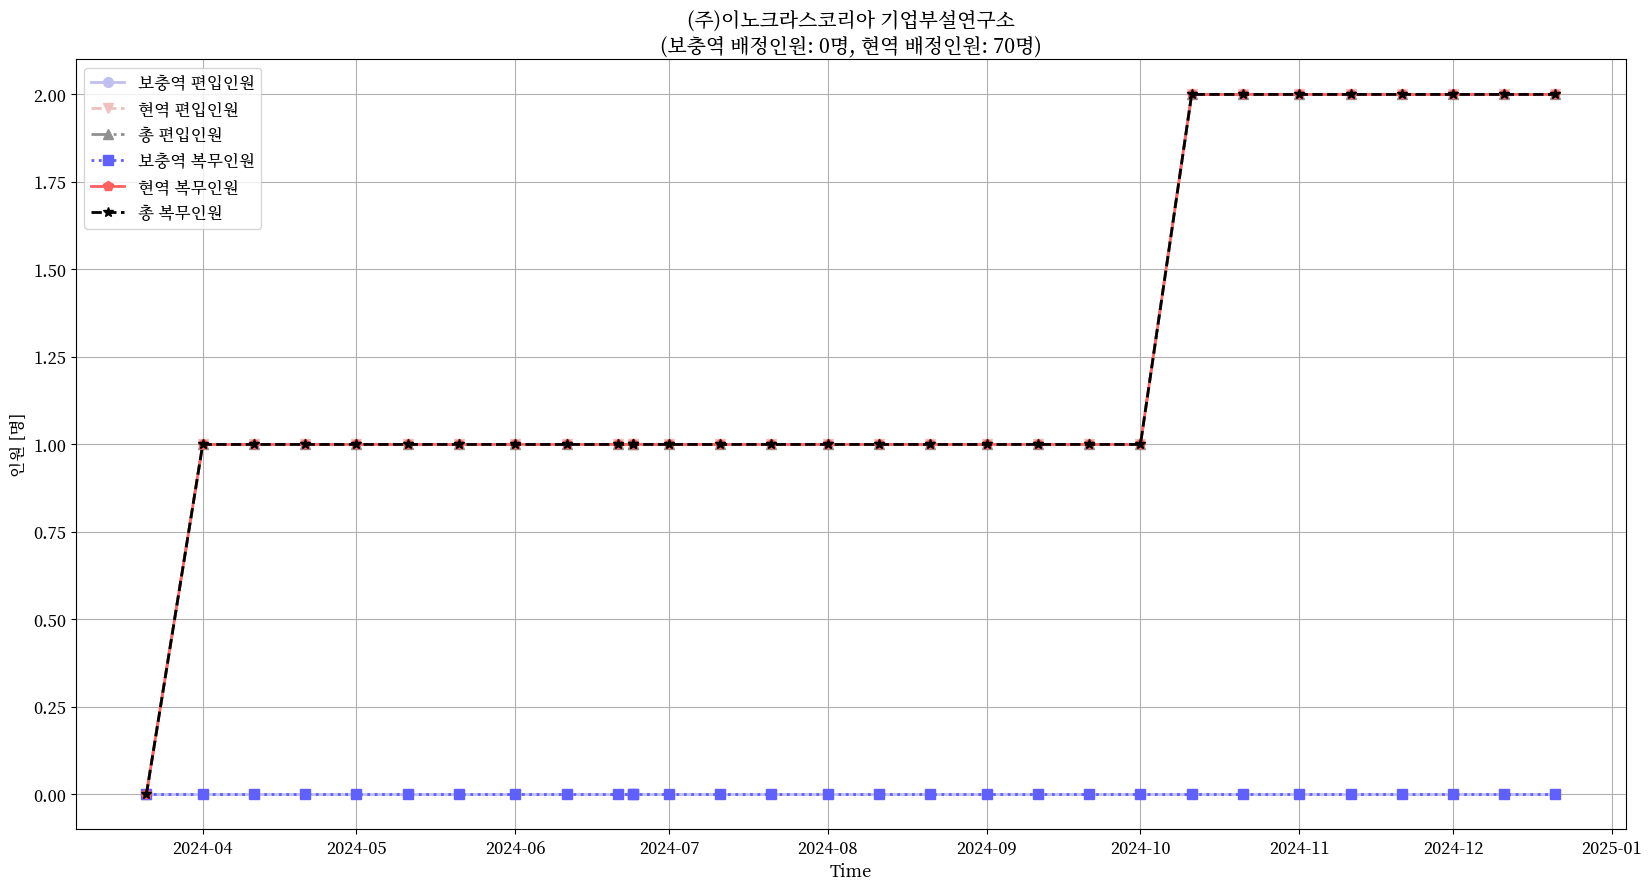 (주)이노크라스코리아 기업부설연구소
(보충역 배정인원: 0명, 현역 배정인원: 70명)
보충역 편입인원
현역 편입인원
총 편입인원
보충역 복무인원
현역 복무인원
총 복무인원
인원 [명]
2.00
1.75
1.50
1.25
1.00
0.75
0.50
0.25
0.00
2024-04 2024-05 2024-06 2024-07 2024-08 2024-09 2024-10 2024-11 2024-12 2025-01
Time